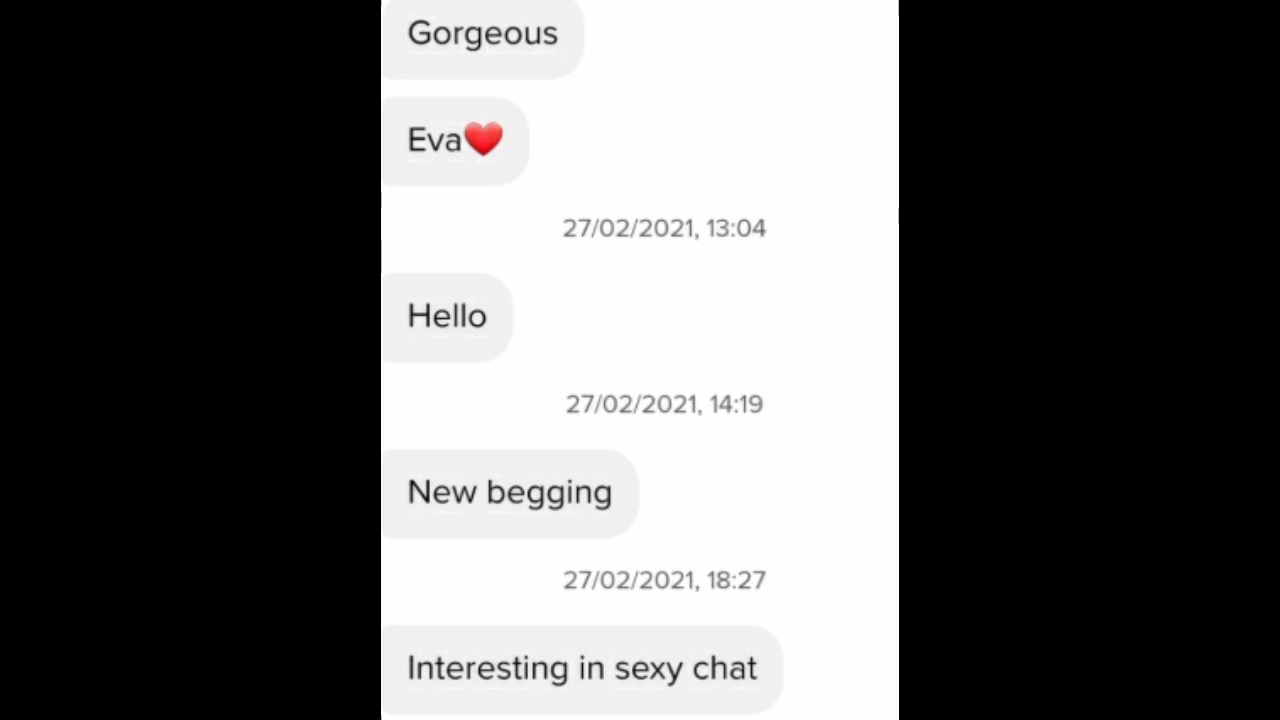 Gorgeous
Eva❤️
27/02/2021, 13:04
Hello
27/02/2021, 14:19
New begging
27/02/2021, 18:27
Interesting in sexy chat